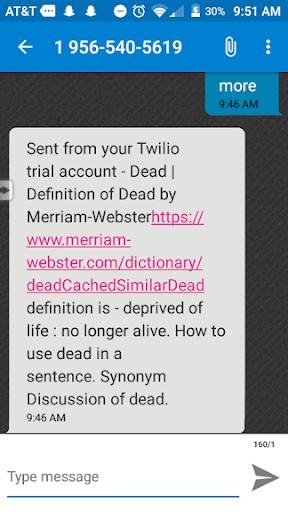 AT&T 30% 9:51 AM
1 956-540-5619
more
9:46 AM
Sent from your Twilio
trial account - Dead |
Definition of Dead by
Merriam-Websterhttps://
www.merriam-
webster.com/dictionary/
deadCachedSimilarDead
definition is - deprived of
life : no longer alive. How to
use dead in a
sentence. Synonym
Discussion of dead.
9:46 AM
160/1
Type message